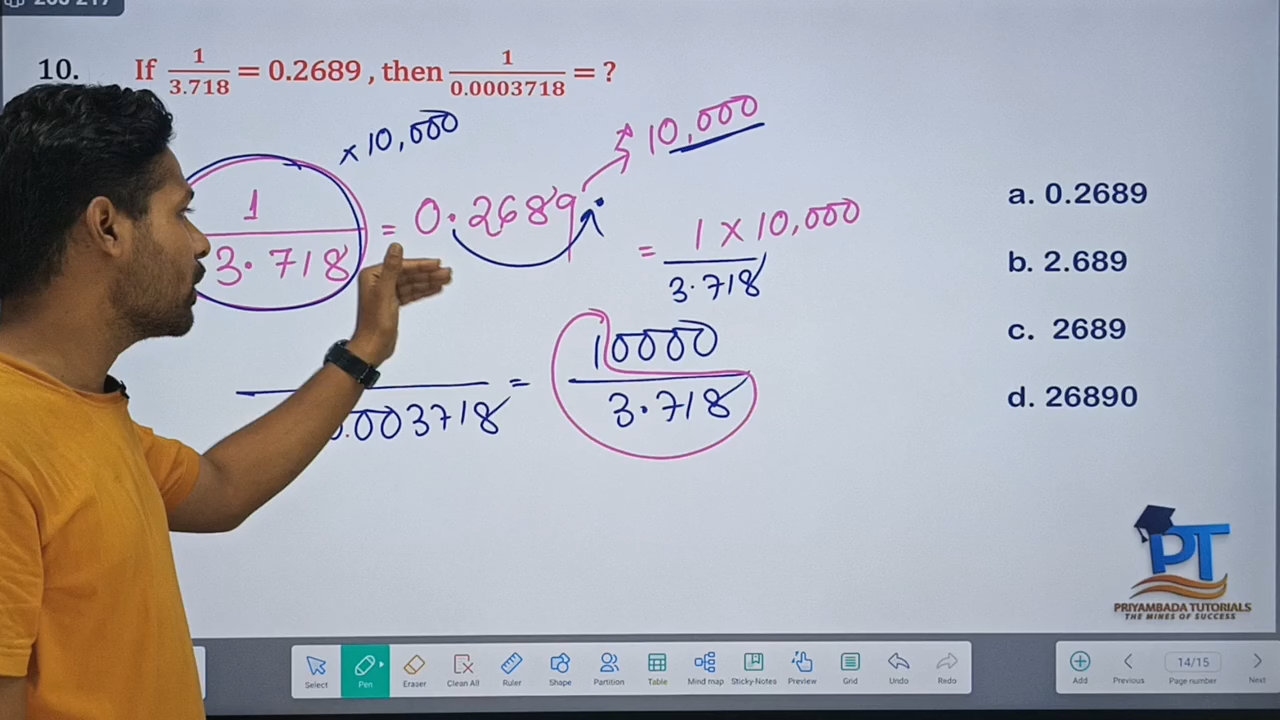 10. If 1/3.718 = 0.2689 , then 1/0.0003718 = ?
× 10,000
10,000
1/3.718 = 0.2689.
= 1 × 10,000/3.718
.003718 = 10000/3.718
a. 0.2689
b. 2.689
c. 2689
d. 26890
PT
PRIYAMBADA TUTORIALS
THE MINES OF SUCCESS
Select
Pen
Eraser
Clean All
Ruler
Shape
Partition
Table
Mind map
Sticky-Notes
Preview
Grid
Undo
Redo
Add
Previous
14/15
Page number
Next